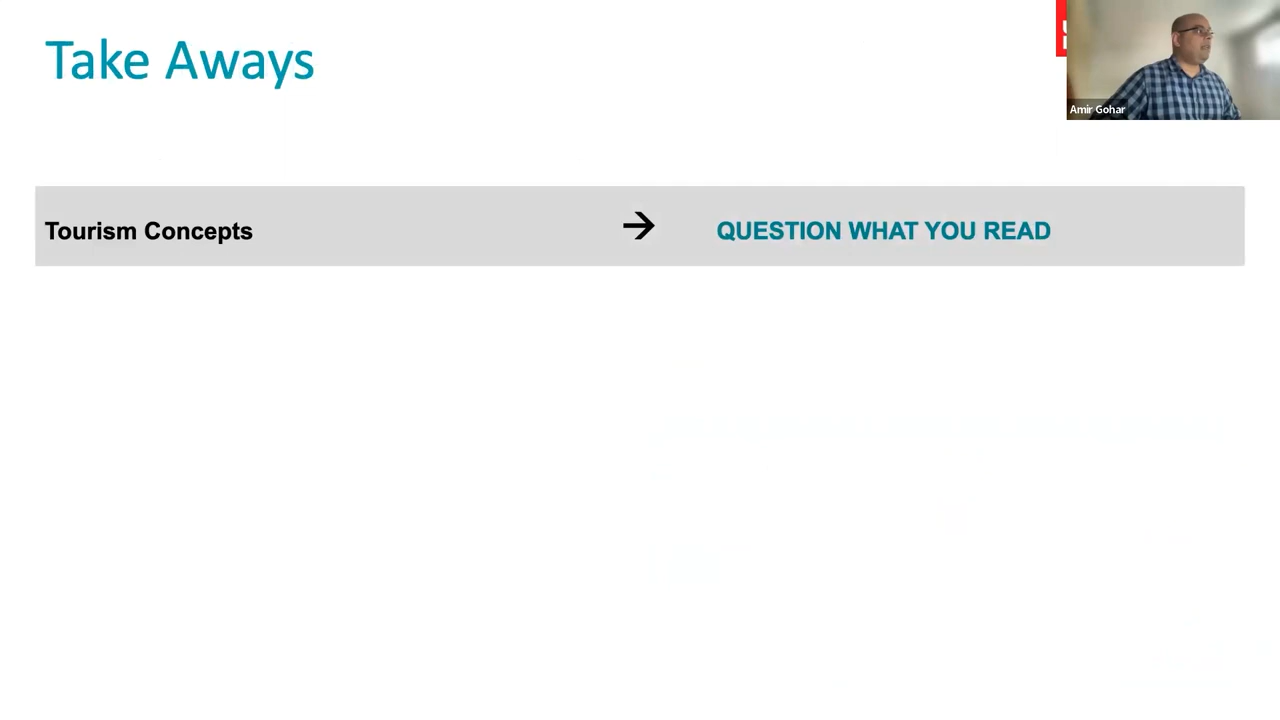 Take Aways
Amir Gohar
Tourism Concepts → QUESTION WHAT YOU READ